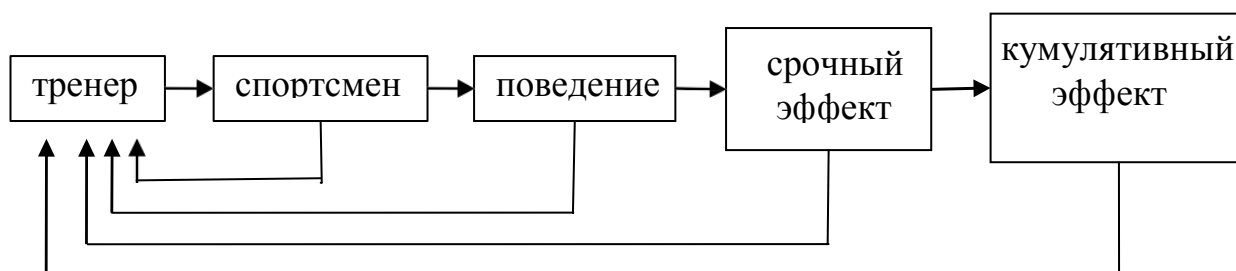 тренер
спортсмен
поведение
срочный
эффект
кумулятивный
эффект